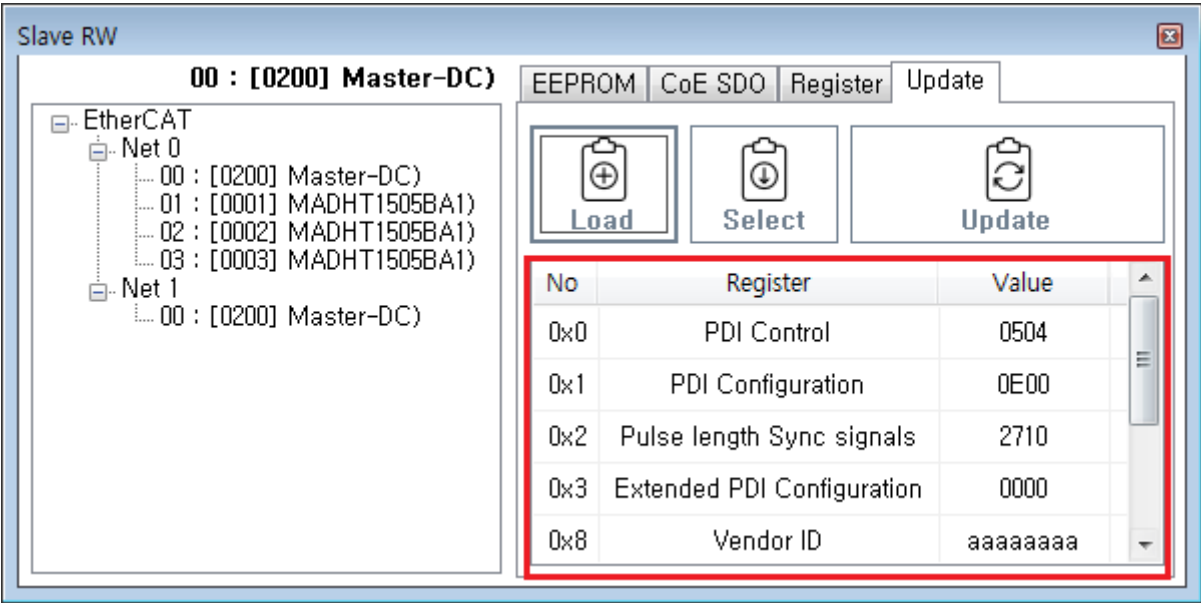 Slave RW
00 : [0200] Master-DC)
EtherCAT
Net 0
00 : [0200] Master-DC)
01 : [0001] MADHT1505BA1)
02 : [0002] MADHT1505BA1)
03 : [0003] MADHT1505BA1)
Net 1
00 : [0200] Master-DC)
EEPROM CoE SDO Register Update
Load Select Update
No Register Value
0x0 PDI Control 0504
0x1 PDI Configuration 0E00
0x2 Pulse length Sync signals 2710
0x3 Extended PDI Configuration 0000
0x8 Vendor ID aaaaaaaa